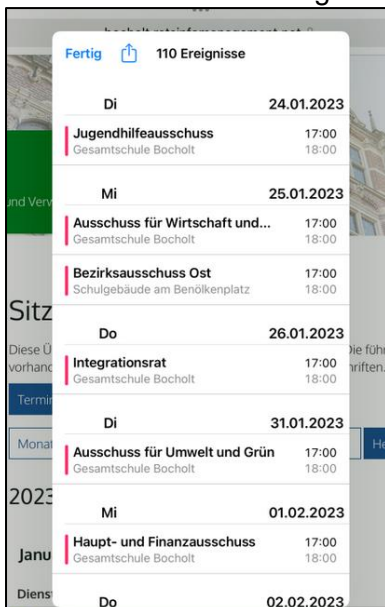 Fertig 110 Ereignisse
Di 24.01.2023
Jugendhilfeausschuss 17:00
Gesamtschule Bocholt 18:00
Mi 25.01.2023
und Verw
Ausschuss für Wirtschaft und... 17:00
Gesamtschule Bocholt 18:00
Bezirksausschuss Ost 17:00
Schulgebäude am Benölkenplatz 18:00
Sitz
Do 26.01.2023
Diese Ü Die führ
Integrationsrat 17:00
vorhand hriften.
Gesamtschule Bocholt 18:00
Termi
Di 31.01.2023
Monat He
Ausschuss für Umwelt und Grün 17:00
Gesamtschule Bocholt 18:00
2023
Mi 01.02.2023
Haupt- und Finanzausschuss 17:00
Janu
Gesamtschule Bocholt 18:00
Diens
Do 02.02.2023